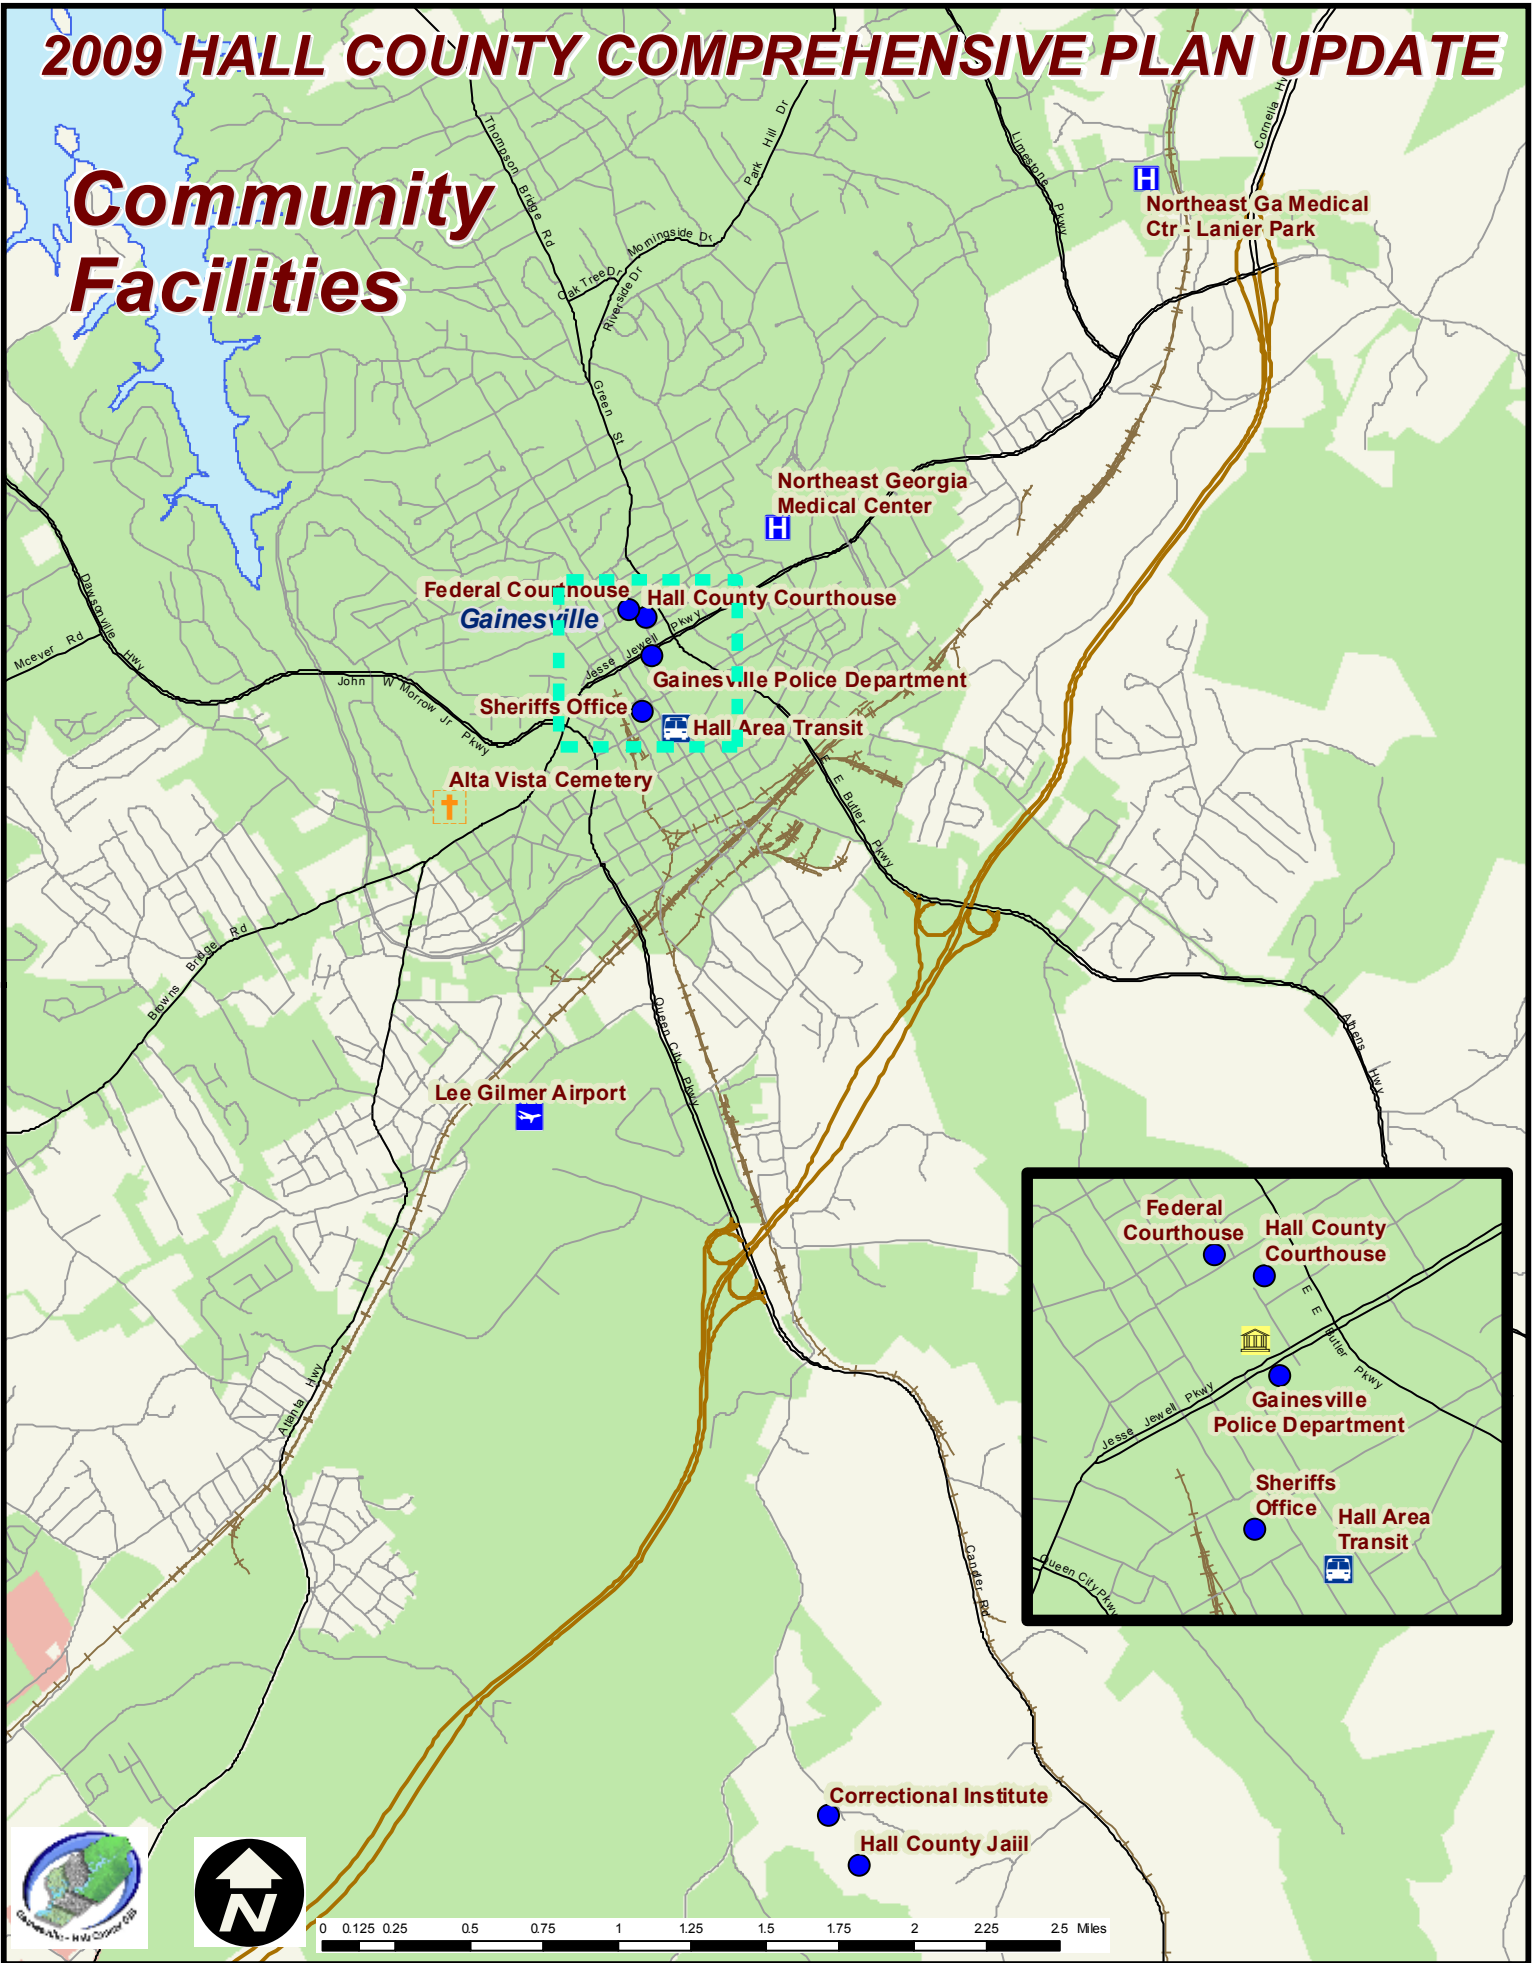 2009 HALL COUNTY COMPREHENSIVE PLAN UPDATE
Community
Facilities
Thompson Bridge Rd
Park Hill Dr
Limestone Pkwy
Cornelia Hwy
Northeast Ga Medical
Ctr - Lanier Park
Morningside Dr
Oak Tree Dr
Riverside Dr
Green St
Northeast Georgia
Medical Center
Federal Courthouse
Hall County Courthouse
Gainesville
Jesse Jewell Pkwy
Gainesville Police Department
Sheriffs Office
Hall Area Transit
Dawsonville Hwy
Mcever Rd
John W Morrow Jr Pkwy
Alta Vista Cemetery
E E Butler Pkwy
Browns Bridge Rd
Queen City Pkwy
Athens Hwy
Lee Gilmer Airport
Federal
Courthouse
Hall County
Courthouse
E E Butler Pkwy
Jesse Jewell Pkwy
Gainesville
Police Department
Sheriffs
Office
Hall Area
Transit
Queen City Pkwy
Atlanta Hwy
Candler Rd
Correctional Institute
Hall County Jaiil
N
0 0.125 0.25 0.5 0.75 1 1.25 1.5 1.75 2 2.25 2.5 Miles